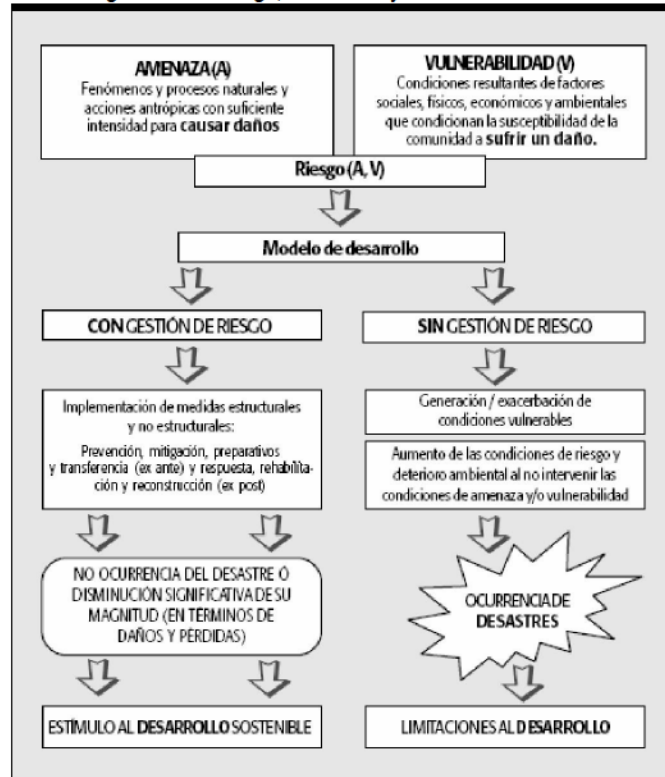 AMENAZA (A)
Fenómenos y procesos naturales y
acciones antrópicas con suficiente
intensidad para causar daños
VULNERABILIDAD (V)
Condiciones resultantes de factores
sociales, físicos, económicos y ambientales
que condicionan la susceptibilidad de la
comunidad a sufrir un daño.
Riesgo (A, V)
Modelo de desarrollo
CON GESTIÓN DE RIESGO
SIN GESTIÓN DE RIESGO
Implementación de medidas estructurales
y no estructurales:
Prevención, mitigación, preparativos
y transferencia (ex ante) y respuesta, rehabilita-
ción y reconstrucción (ex post)
Generación / exacerbación de
condiciones vulnerables
Aumento de las condiciones de riesgo y
deterioro ambiental al no intervenir las
condiciones de amenaza y/o vulnerabilidad
NO OCURRENCIA DEL DESASTRE Ó
DISMINUCIÓN SIGNIFICATIVA DE SU
MAGNITUD (EN TÉRMINOS DE
DAÑOS Y PÉRDIDAS)
OCURRENCIA DE
DESASTRES
ESTÍMULO AL DESARROLLO SOSTENIBLE
LIMITACIONES AL DESARROLLO